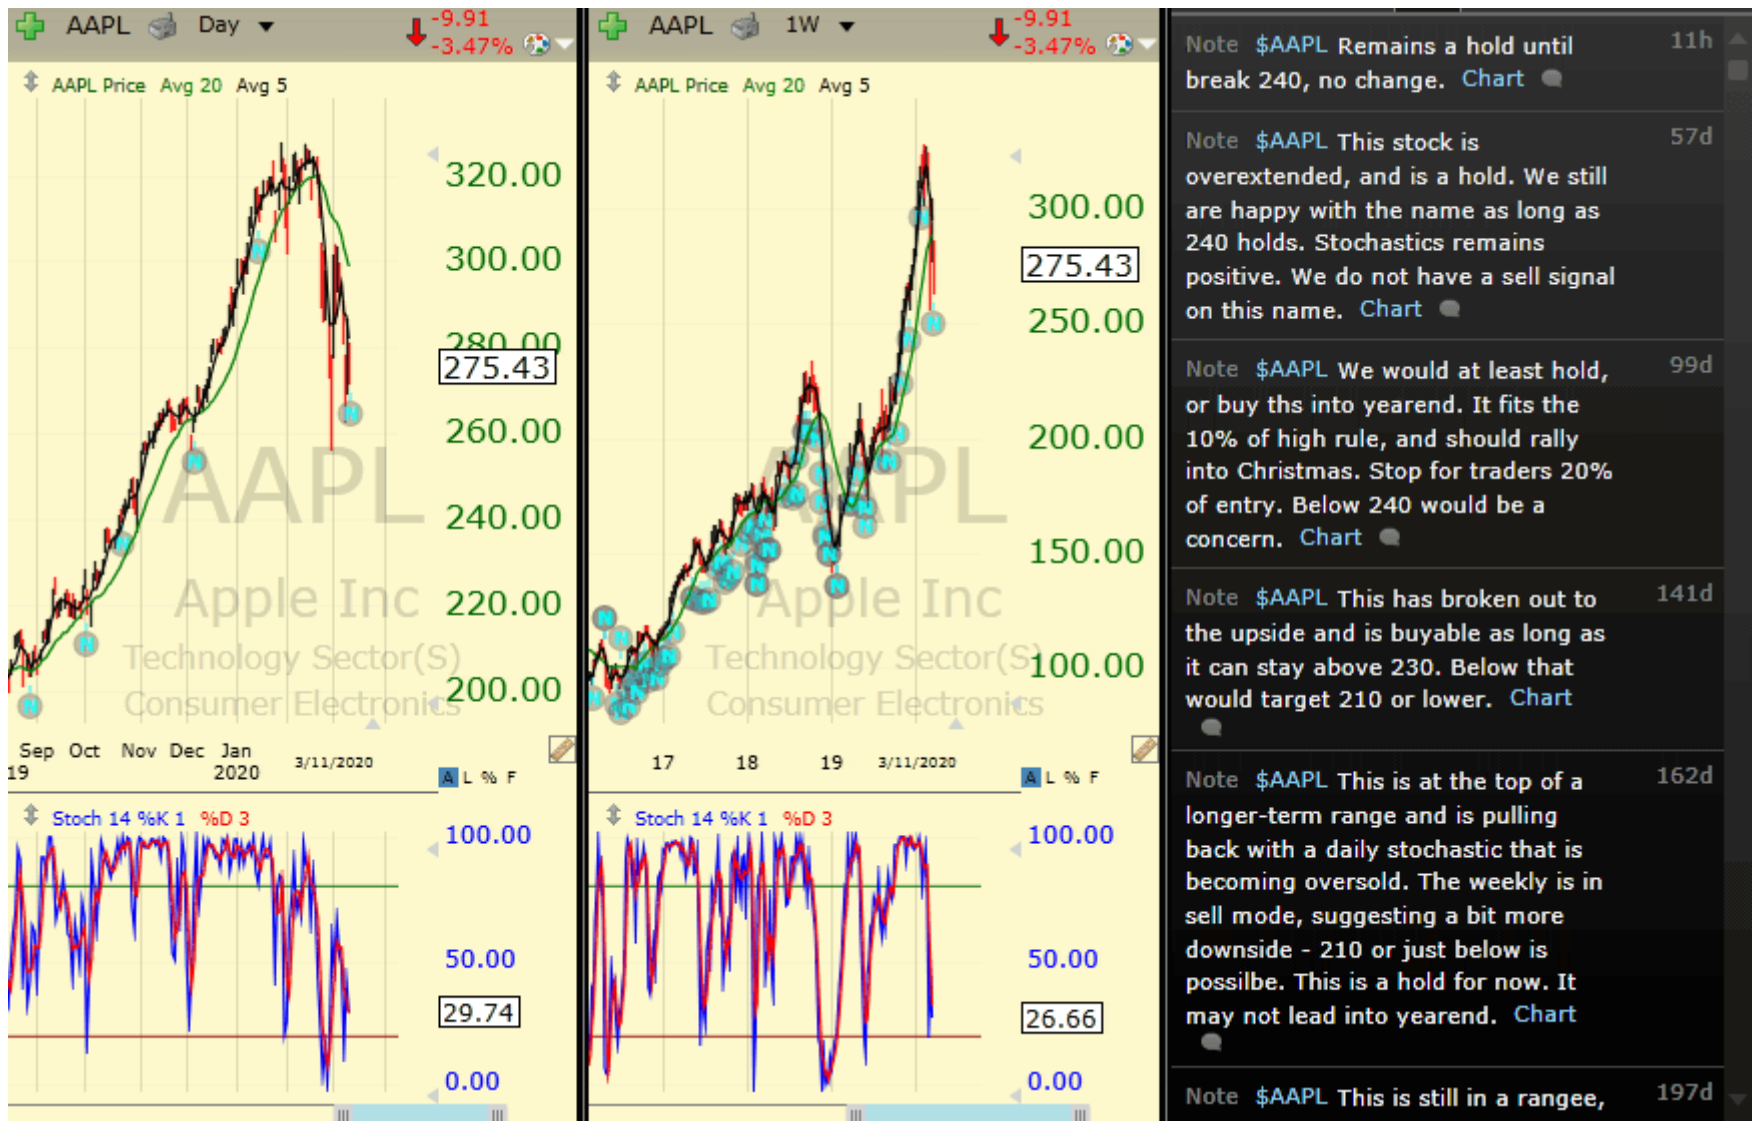 AAPL Day -9.91
-3.47%
AAPL Price Avg 20 Avg 5
320.00
300.00
280.00
275.43
260.00
240.00
220.00
200.00
AAPL
Apple Inc
Technology Sector(S)
Consumer Electronics
Sep Oct Nov Dec Jan
19 2020 3/11/2020
A L % F
Stoch 14 %K 1 %D 3
100.00
50.00
29.74
0.00
AAPL 1W -9.91
-3.47%
AAPL Price Avg 20 Avg 5
300.00
275.43
250.00
200.00
150.00
100.00
AAPL
Apple Inc
Technology Sector(S)
Consumer Electronics
17 18 19 3/11/2020
A L % F
Stoch 14 %K 1 %D 3
100.00
50.00
26.66
0.00
Note $AAPL Remains a hold until 11h
break 240, no change. Chart
Note $AAPL This stock is 57d
overextended, and is a hold. We still
are happy with the name as long as
240 holds. Stochastics remains
positive. We do not have a sell signal
on this name. Chart
Note $AAPL We would at least hold, 99d
or buy ths into yearend. It fits the
10% of high rule, and should rally
into Christmas. Stop for traders 20%
of entry. Below 240 would be a
concern. Chart
Note $AAPL This has broken out to 141d
the upside and is buyable as long as
it can stay above 230. Below that
would target 210 or lower. Chart
Note $AAPL This is at the top of a 162d
longer-term range and is pulling
back with a daily stochastic that is
becoming oversold. The weekly is in
sell mode, suggesting a bit more
downside - 210 or just below is
possilbe. This is a hold for now. It
may not lead into yearend. Chart
Note $AAPL This is still in a rangee, 197d